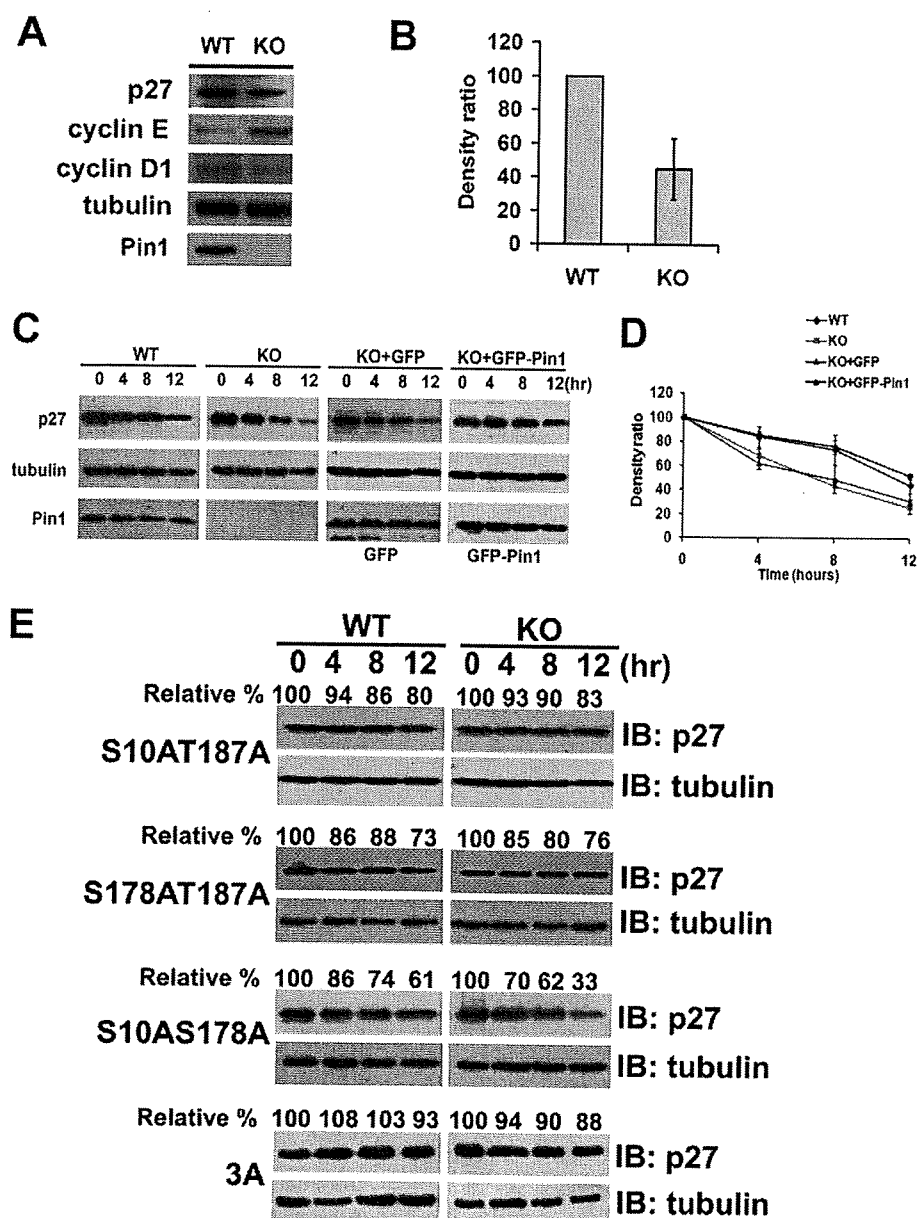 A
WT KO
p27
cyclin E
cyclin D1
tubulin
Pin1
B
Density ratio
120
100
80
60
40
20
0
WT KO
C
WT KO KO+GFP KO+GFP-Pin1
0 4 8 12 0 4 8 12 0 4 8 12 0 4 8 12(hr)
p27
tubulin
Pin1
GFP GFP-Pin1
D
WT
KO
KO+GFP
KO+GFP-Pin1
Density ratio
120
100
80
60
40
20
0
0 4 8 12
Time (hours)
E
WT KO
0 4 8 12 0 4 8 12 (hr)
Relative % 100 94 86 80 100 93 90 83
S10AT187A
IB: p27
IB: tubulin
Relative % 100 86 88 73 100 85 80 76
S178AT187A
IB: p27
IB: tubulin
Relative % 100 86 74 61 100 70 62 33
S10AS178A
IB: p27
IB: tubulin
Relative % 100 108 103 93 100 94 90 88
3A
IB: p27
IB: tubulin